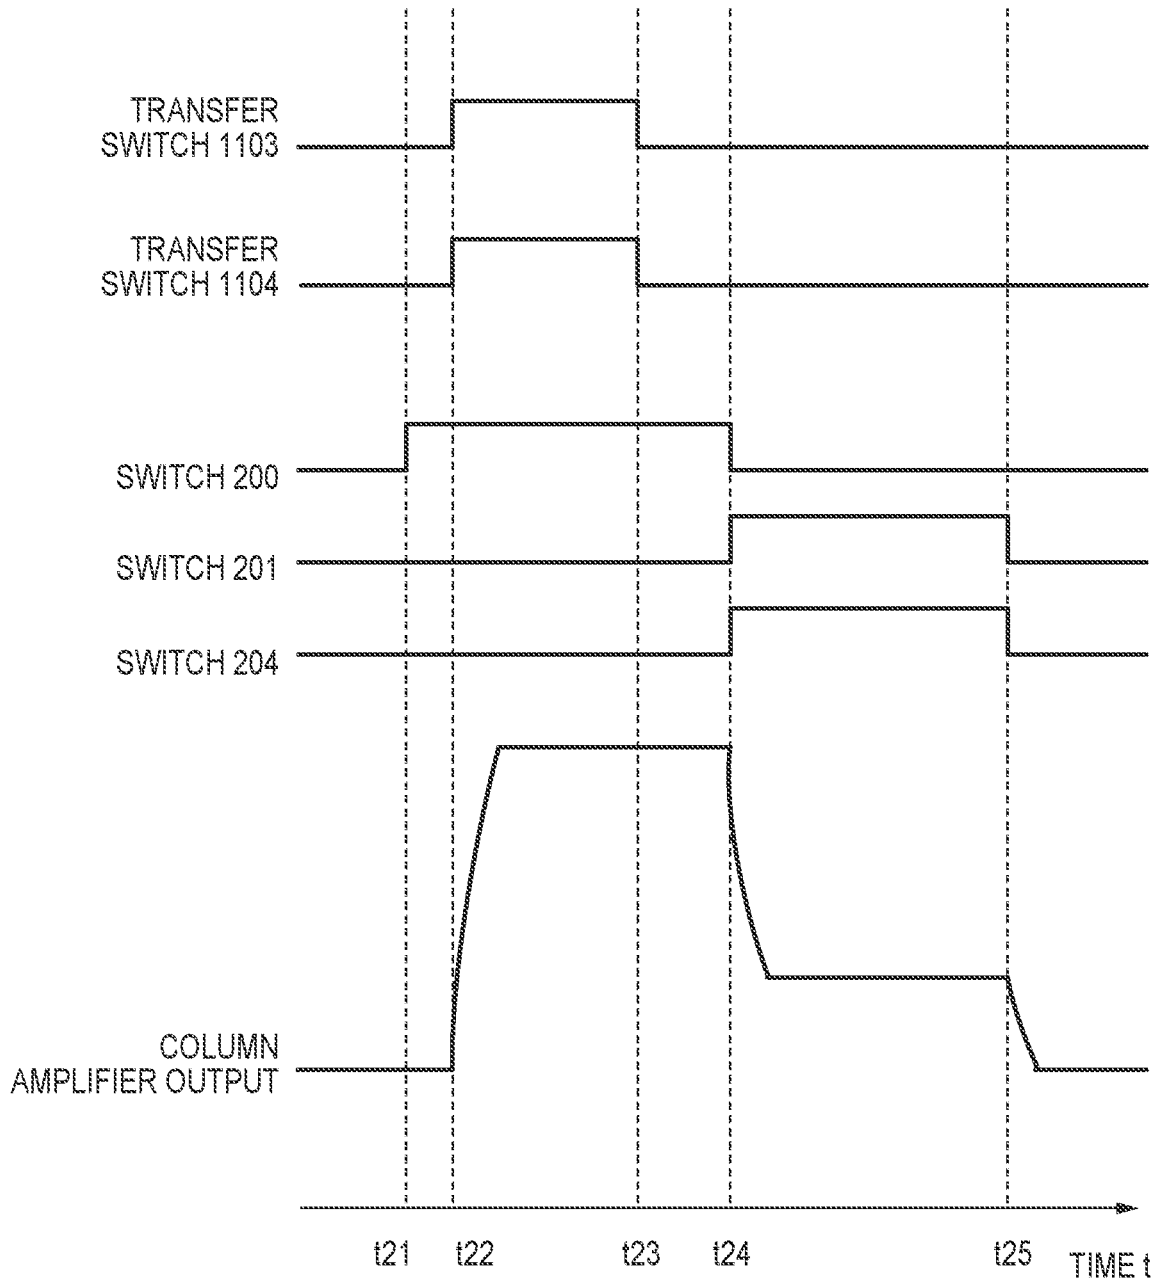 TRANSFER
SWITCH 1103
TRANSFER
SWITCH 1104
SWITCH 200
SWITCH 201
SWITCH 204
COLUMN
AMPLIFIER OUTPUT
t21 t22 t23 t24 t25 TIME t